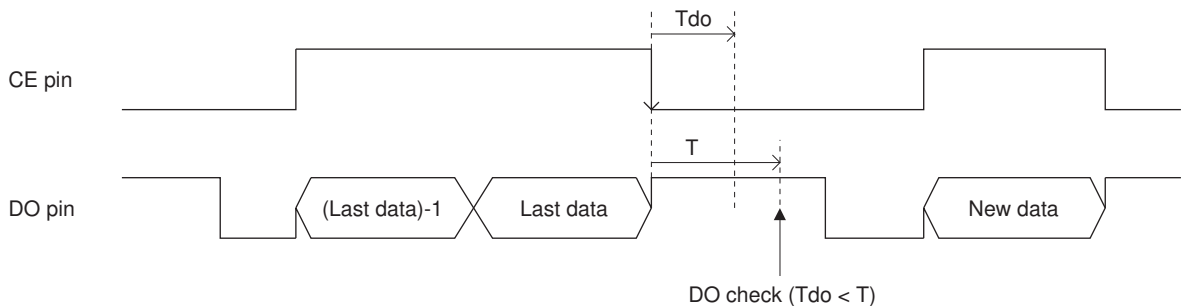 Tdo
CE pin
T
DO pin
(Last data)-1
Last data
New data
DO check (Tdo < T)